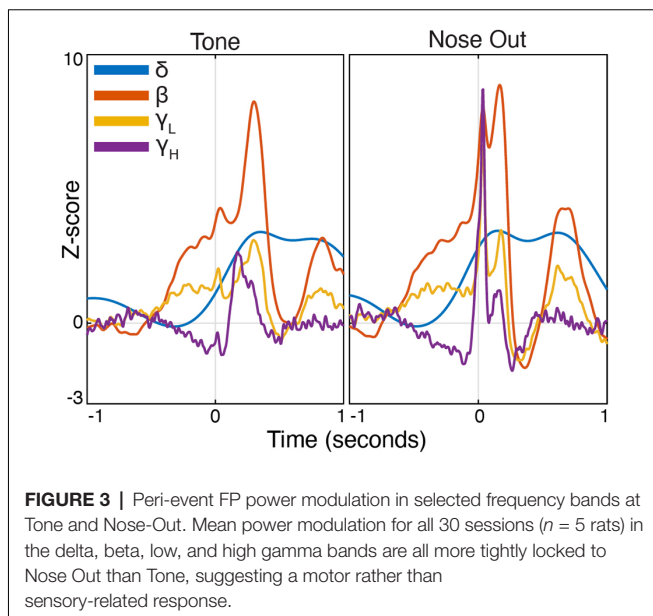 Tone
Nose Out
10
δ
β
γL
γH
Z-score
0
-3
-1
0
1
-1
0
1
Time (seconds)
FIGURE 3 | Peri-event FP power modulation in selected frequency bands at
Tone and Nose-Out. Mean power modulation for all 30 sessions (n = 5 rats) in
the delta, beta, low, and high gamma bands are all more tightly locked to
Nose Out than Tone, suggesting a motor rather than
sensory-related response.